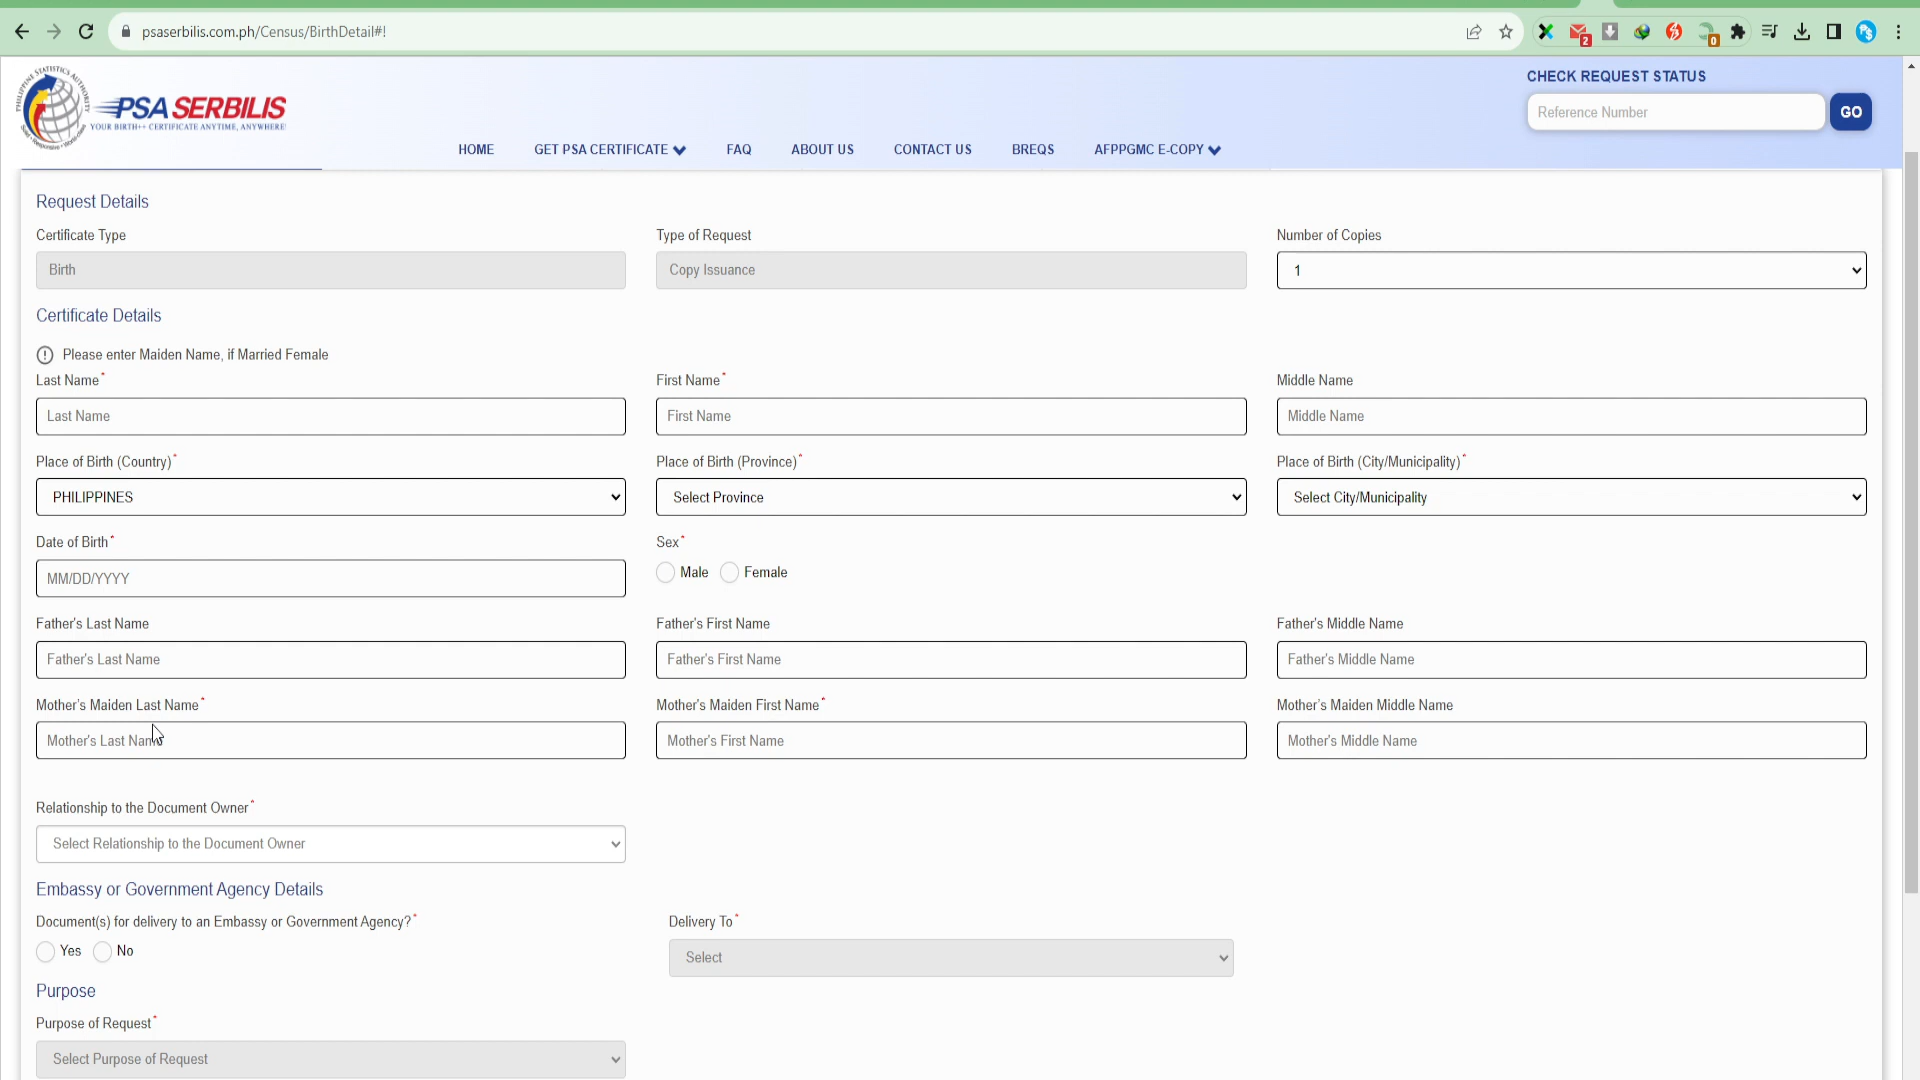 psaserbilis.com.ph/Census/BirthDetail#!
2
0
PSA SERBILIS
YOUR BIRTH++ CERTIFICATE ANYTIME, ANYWHERE!
PHILIPPINE STATISTICS AUTHORITY
CHECK REQUEST STATUS
Reference Number
GO
HOME
GET PSA CERTIFICATE
FAQ
ABOUT US
CONTACT US
BREQS
AFPPGMC E-COPY
Request Details
Certificate Type
Type of Request
Number of Copies
Birth
Copy Issuance
1
Certificate Details
Please enter Maiden Name, if Married Female
Last Name*
First Name*
Middle Name
Last Name
First Name
Middle Name
Place of Birth (Country)*
Place of Birth (Province)*
Place of Birth (City/Municipality)*
PHILIPPINES
Select Province
Select City/Municipality
Date of Birth*
Sex*
MM/DD/YYYY
Male
Female
Father's Last Name
Father's First Name
Father's Middle Name
Father's Last Name
Father's First Name
Father's Middle Name
Mother's Maiden Last Name*
Mother's Maiden First Name*
Mother's Maiden Middle Name
Mother's Last Name
Mother's First Name
Mother's Middle Name
Relationship to the Document Owner*
Select Relationship to the Document Owner
Embassy or Government Agency Details
Document(s) for delivery to an Embassy or Government Agency?*
Delivery To*
Yes
No
Select
Purpose
Purpose of Request*
Select Purpose of Request